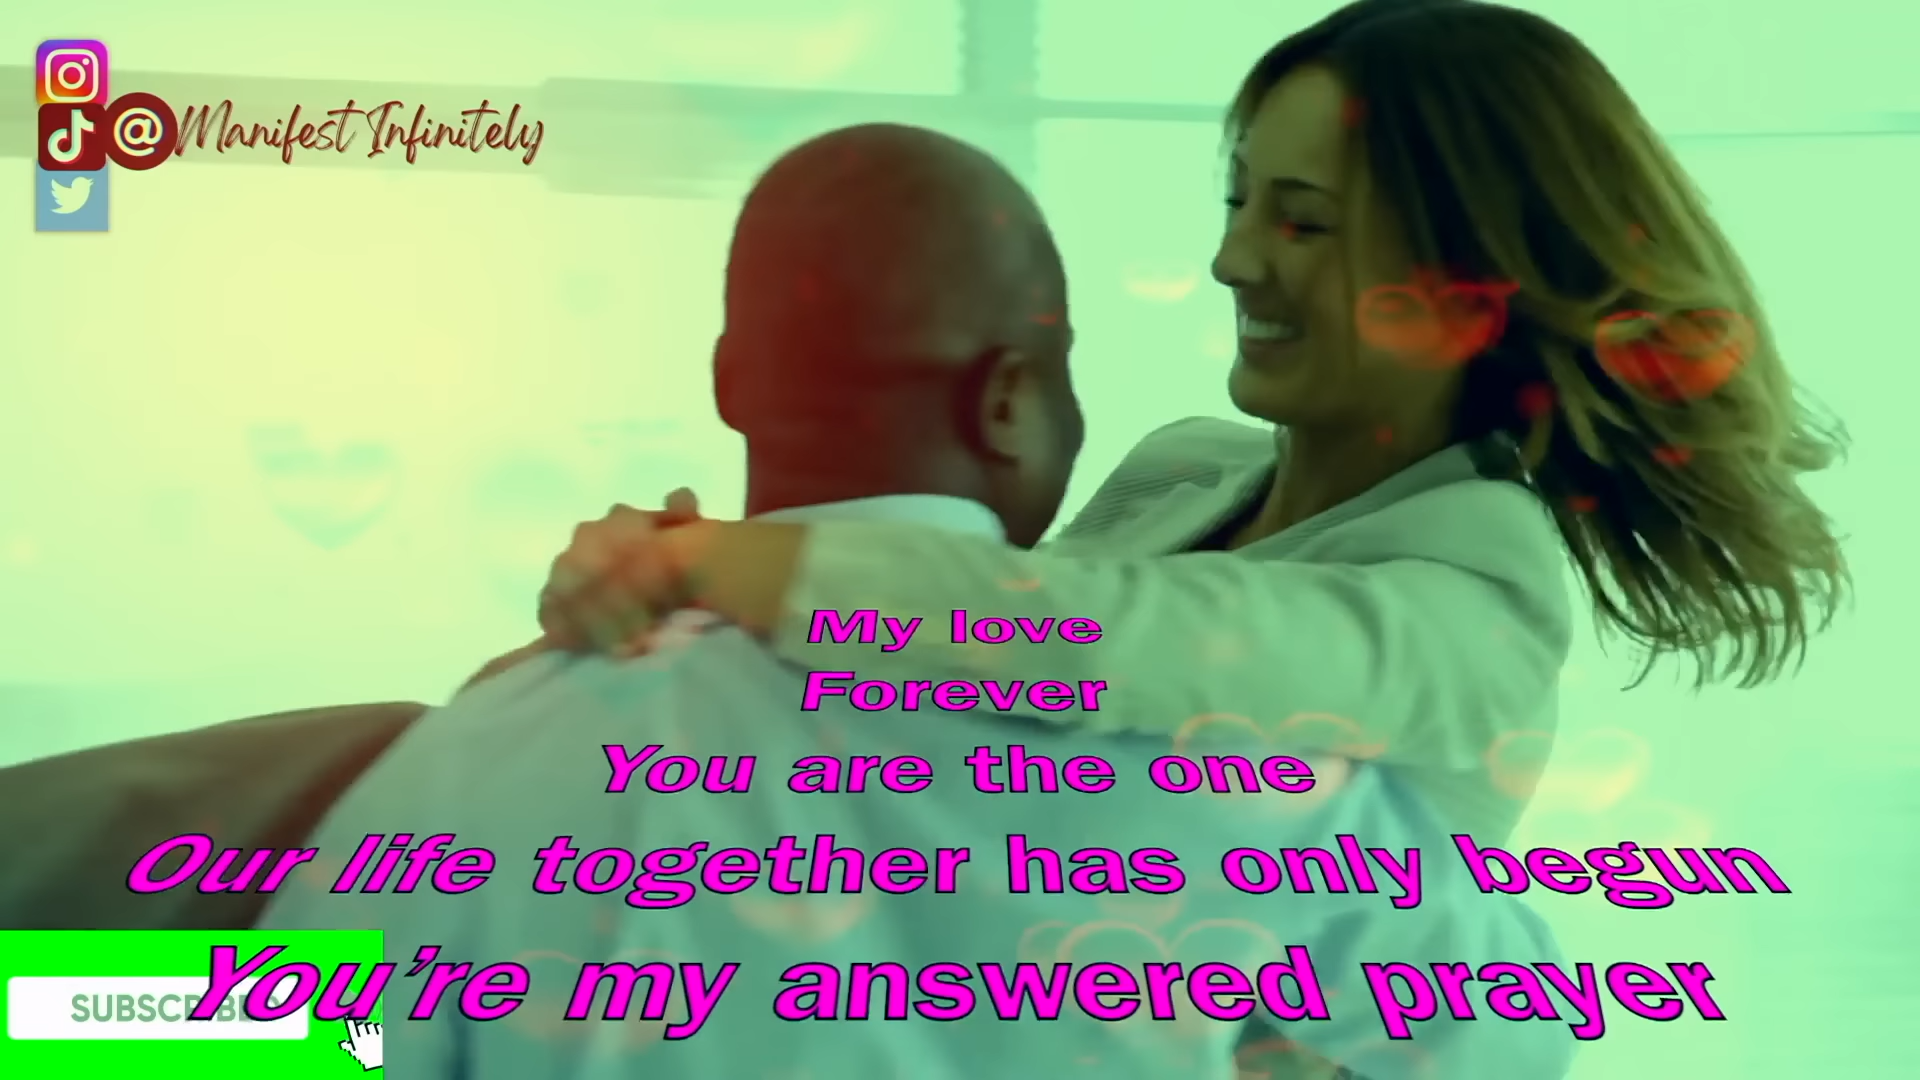 @Manifest Infinitely
My love
Forever
You are the one
Our life together has only begun
You're my answered prayer
SUBSCRIBED